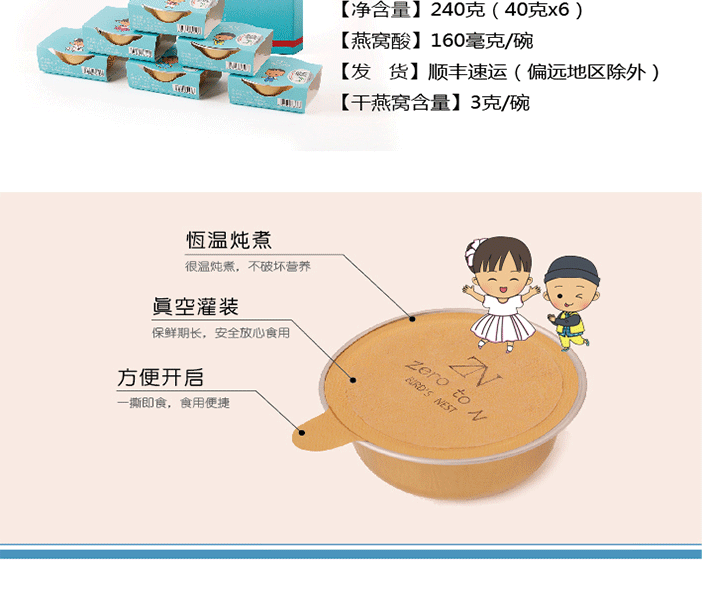 【净含量】240克（40克x6）
【燕窝酸】160毫克/碗
【发 货】顺丰速运（偏远地区除外）
【干燕窝含量】3克/碗
恆温炖煮
很温炖煮，不破坏营养
眞空灌装
保鲜期长，安全放心食用
方便开启
一撕即食，食用便捷
ZN
zero to N
BIRD'S NEST